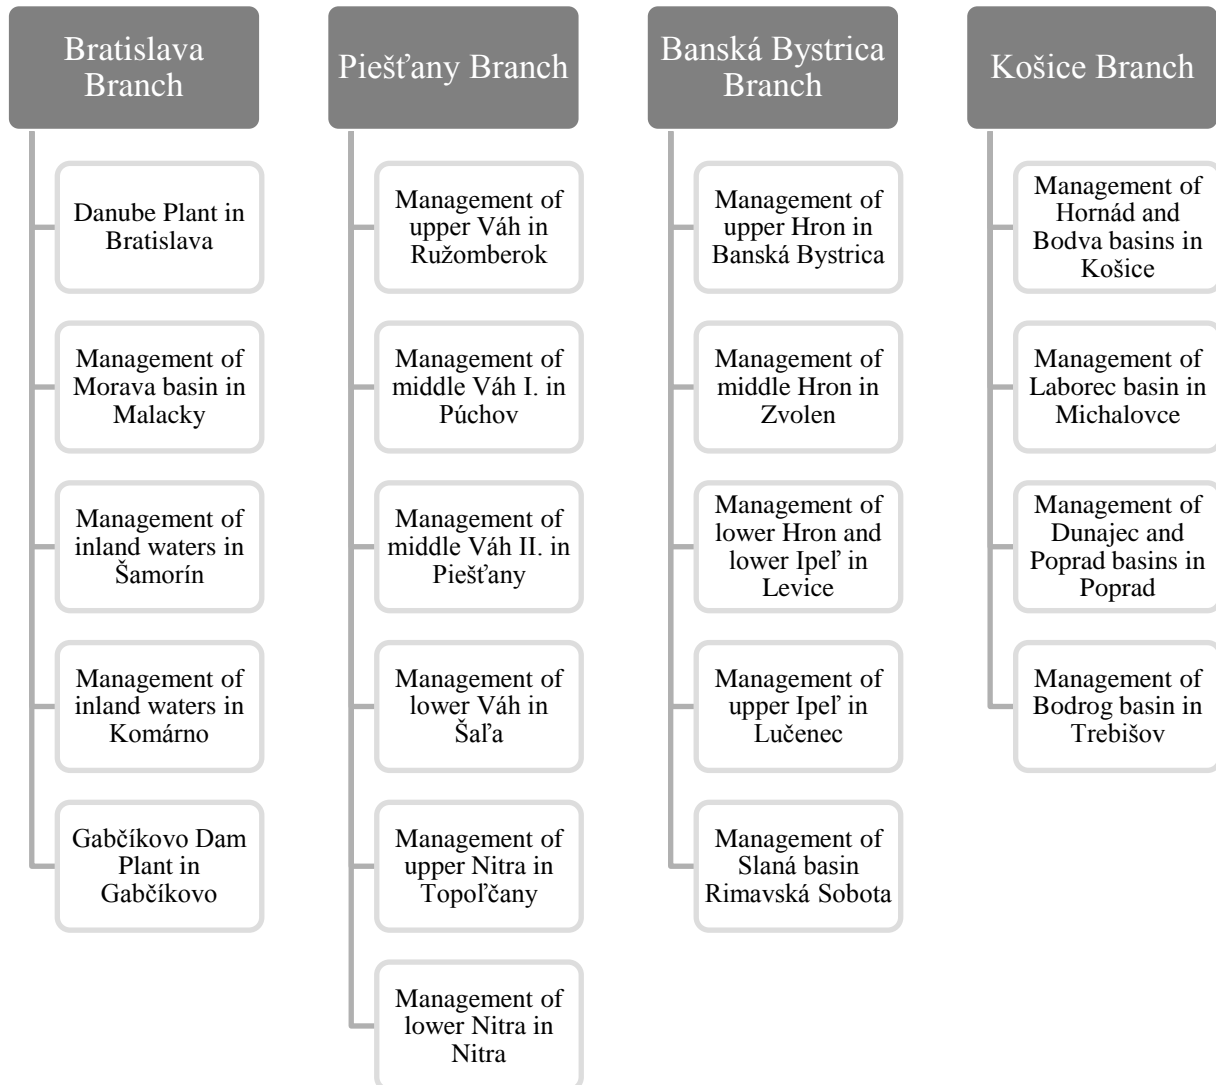 Bratislava
Branch
Danube Plant in
Bratislava
Management of
Morava basin in
Malacky
Management of
inland waters in
Šamorín
Management of
inland waters in
Komárno
Gabčíkovo Dam
Plant in
Gabčíkovo
Piešťany Branch
Management of
upper Váh in
Ružomberok
Management of
middle Váh I. in
Púchov
Management of
middle Váh II. in
Piešťany
Management of
lower Váh in
Šaľa
Management of
upper Nitra in
Topoľčany
Management of
lower Nitra in
Nitra
Banská Bystrica
Branch
Management of
upper Hron in
Banská Bystrica
Management of
middle Hron in
Zvolen
Management of
lower Hron and
lower Ipeľ in
Levice
Management of
upper Ipeľ in
Lučenec
Management of
Slaná basin
Rimavská Sobota
Košice Branch
Management of
Hornád and
Bodva basins in
Košice
Management of
Laborec basin in
Michalovce
Management of
Dunajec and
Poprad basins in
Poprad
Management of
Bodrog basin in
Trebišov